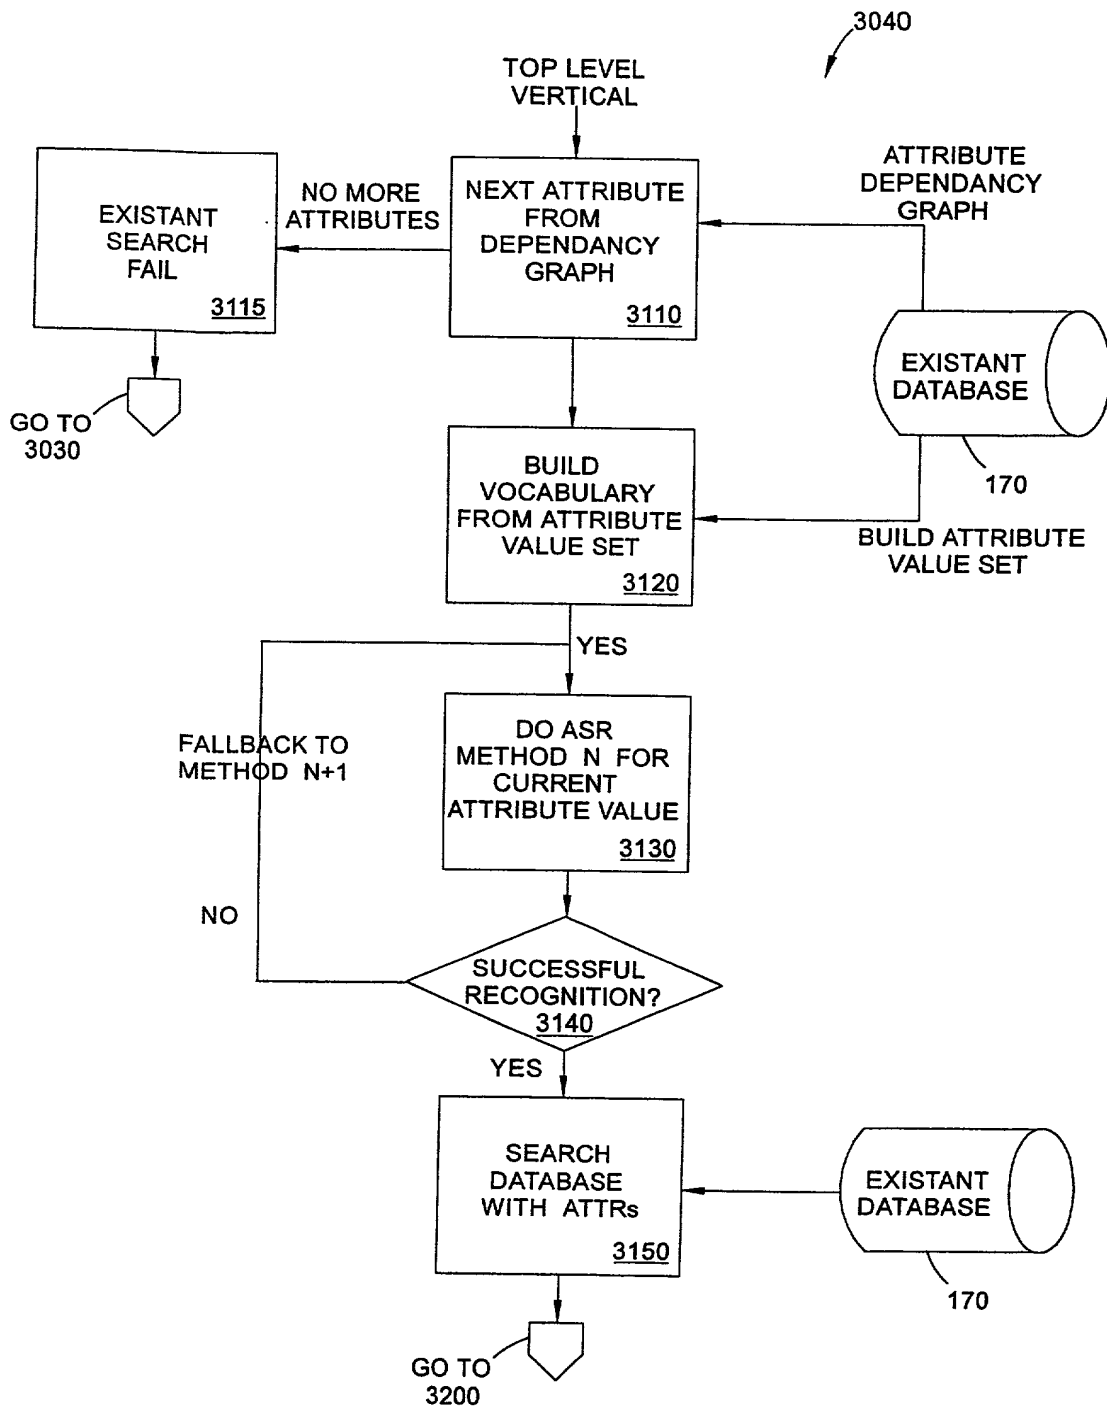 3040
TOP LEVEL
VERTICAL
ATTRIBUTE
DEPENDANCY
GRAPH
NO MORE
ATTRIBUTES
EXISTANT
SEARCH
FAIL
3115
NEXT ATTRIBUTE
FROM
DEPENDANCY
GRAPH
3110
EXISTANT
DATABASE
170
GO TO
3030
BUILD
VOCABULARY
FROM ATTRIBUTE
VALUE SET
3120
BUILD ATTRIBUTE
VALUE SET
YES
FALLBACK TO
METHOD N+1
DO ASR
METHOD N FOR
CURRENT
ATTRIBUTE VALUE
3130
NO
SUCCESSFUL
RECOGNITION?
3140
YES
SEARCH
DATABASE
WITH ATTRs
3150
EXISTANT
DATABASE
170
GO TO
3200